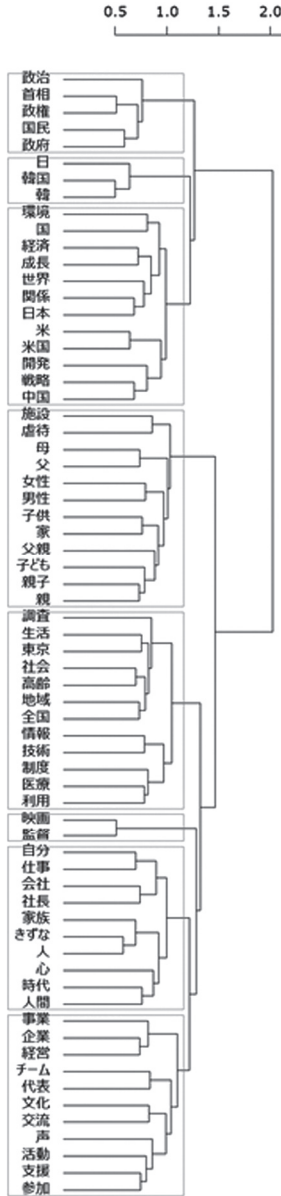 0.5 1.0 1.5 2.0
政治
首相
政権
国民
政府
日
韓国
韓
環境
国
経済
成長
世界
関係
日本
米
米国
開発
戦略
中国
施設
虐待
母
父
女性
男性
子供
家
父親
子ども
親子
親
調査
生活
東京
社会
高齢
地域
全国
情報
技術
制度
医療
利用
映画
監督
自分
仕事
会社
社長
家族
きずな
人
心
時代
人間
事業
企業
経営
チーム
代表
文化
交流
声
活動
支援
参加